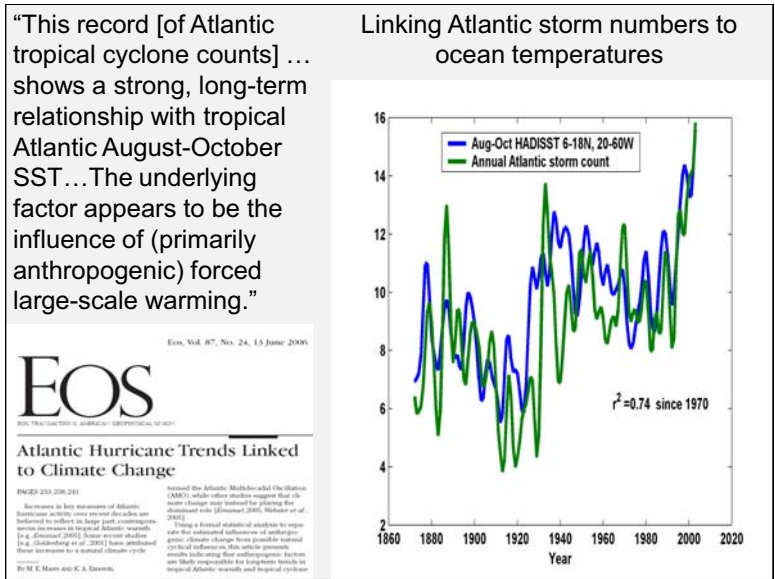 “This record [of Atlantic
tropical cyclone counts] …
shows a strong, long-term
relationship with tropical
Atlantic August-October
SST…The underlying
factor appears to be the
influence of (primarily
anthropogenic) forced
large-scale warming.”
Eos, Vol. 87, No. 24, 13 June 2006
EOS
EOS, TRANSACTIONS, AMERICAN GEOPHYSICAL UNION
Atlantic Hurricane Trends Linked
to Climate Change
PAGES 233, 238, 241
Increases in key measures of Atlantic
hurricane activity over recent decades are
believed to reflect, in large part, contempora-
neous increases in tropical Atlantic warmth
[e.g., Emanuel, 2005]. Some recent studies
[e.g., Goldenberg et al., 2001] have attributed
these increases to a natural climate cycle
BY M. E. MANN AND K. A. EMANUEL
termed the Atlantic Multidecadal Oscillation
(AMO), while other studies suggest that cli-
mate change may instead be playing the
dominant role [Emanuel, 2005; Webster et al.,
2005].
Using a formal statistical analysis to sepa-
rate the estimated influences of anthropo-
genic climate change from possible natural
cyclical influences, this article presents
results indicating that anthropogenic factors
are likely responsible for long-term trends in
tropical Atlantic warmth and tropical cyclone
Linking Atlantic storm numbers to
ocean temperatures
Aug-Oct HADISST 6-18N, 20-60W
Annual Atlantic storm count
16
14
12
10
8
6
4
2
r2 =0.74 since 1970
1860 1880 1900 1920 1940 1960 1980 2000 2020
Year